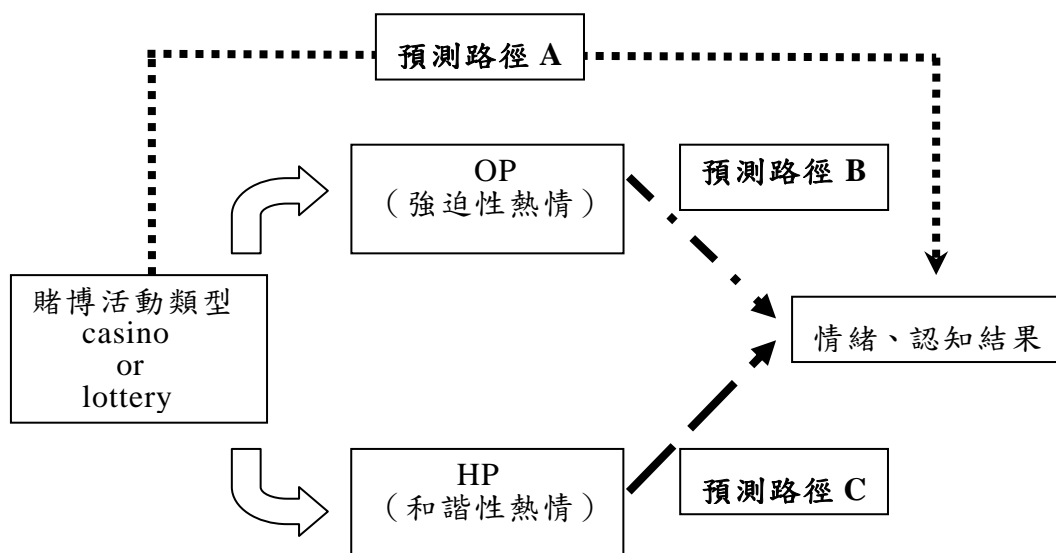 預測路徑 A
OP
（強迫性熱情）
預測路徑 B
賭博活動類型
casino
or
lottery
情緒、認知結果
HP
（和諧性熱情）
預測路徑 C